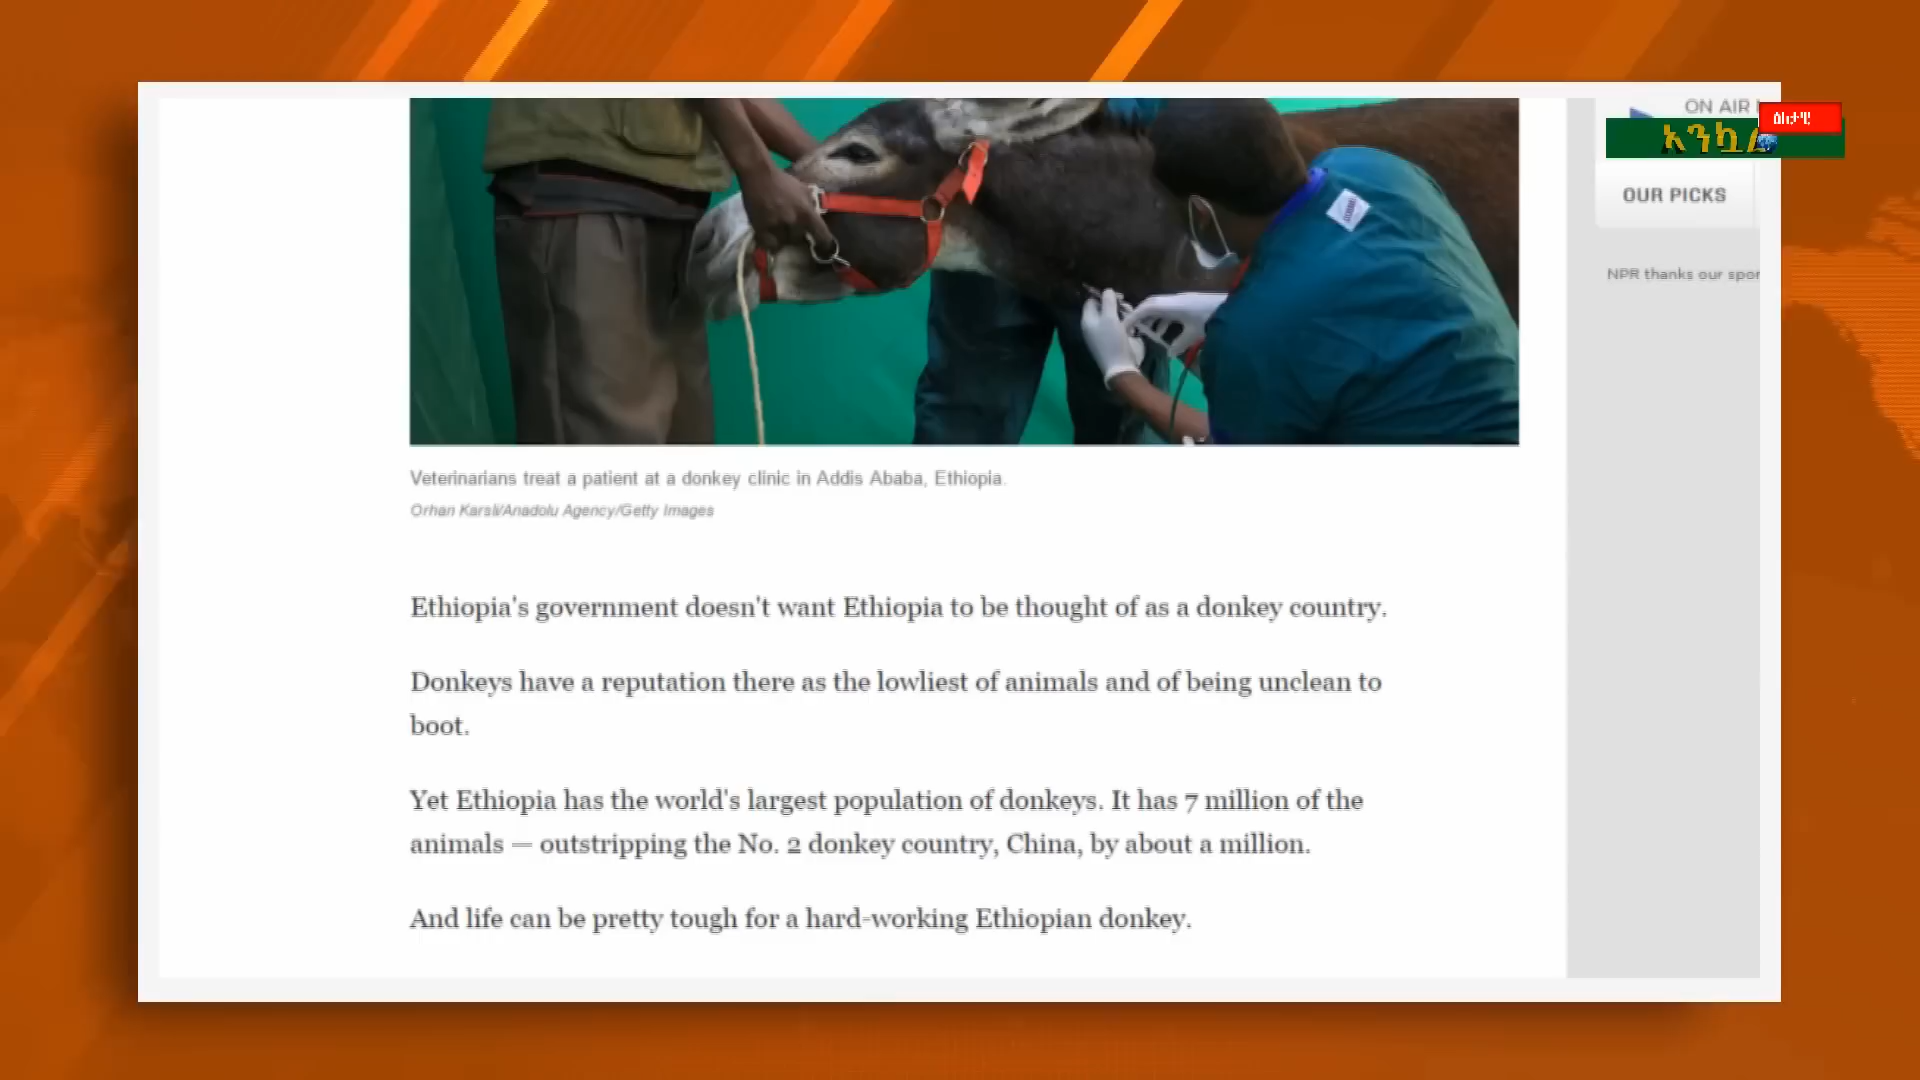 ON AIR
አንኳር
OUR PICKS
NPR thanks our
Veterinarians treat a patient at a donkey clinic in Addis Ababa, Ethiopia.
Orhan Karsli/Anadolu Agency/Getty Images
Ethiopia's government doesn't want Ethiopia to be thought of as a donkey country.
Donkeys have a reputation there as the lowliest of animals and of being unclean to
boot.
Yet Ethiopia has the world's largest population of donkeys. It has 7 million of the
animals — outstripping the No. 2 donkey country, China, by about a million.
And life can be pretty tough for a hard-working Ethiopian donkey.